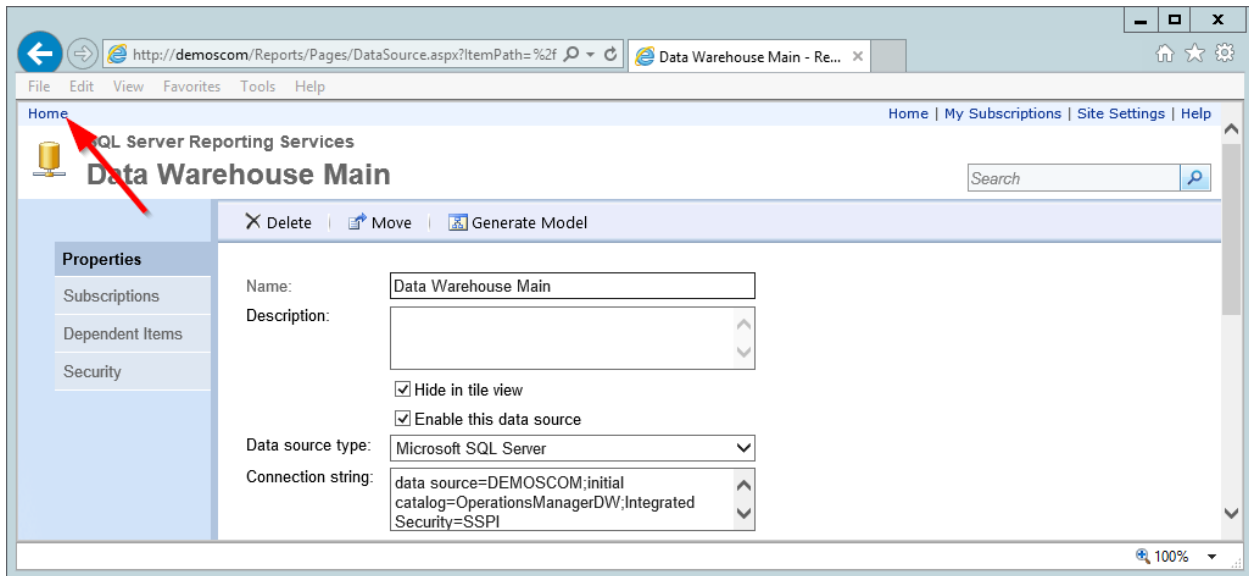 http://demoscom/Reports/Pages/DataSource.aspx?ItemPath=%2f
Data Warehouse Main - Re...
File Edit View Favorites Tools Help
Home
Home | My Subscriptions | Site Settings | Help
SQL Server Reporting Services
Data Warehouse Main
Search
Delete | Move | Generate Model
Properties
Subscriptions
Dependent Items
Security
Name: Data Warehouse Main
Description:
Hide in tile view
Enable this data source
Data source type: Microsoft SQL Server
Connection string: data source=DEMOSCOM;initial
catalog=OperationsManagerDW;Integrated
Security=SSPI
100%